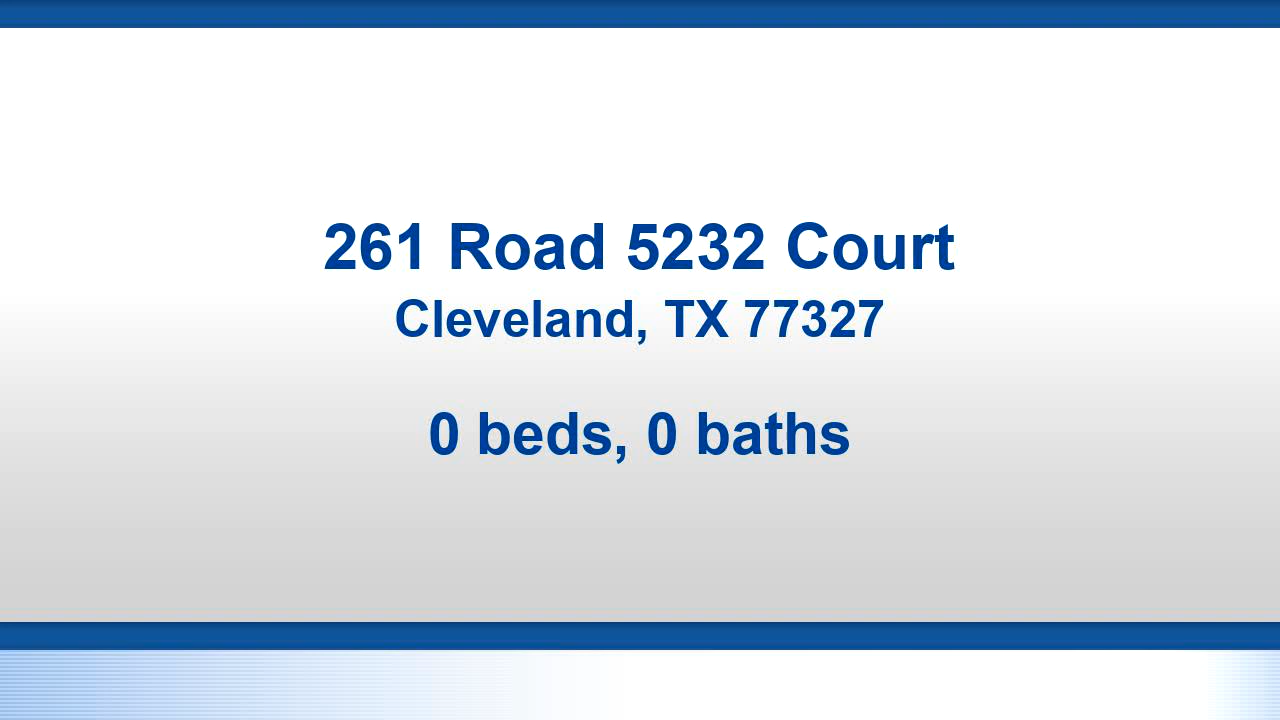 261 Road 5232 Court
Cleveland, TX 77327
0 beds, 0 baths